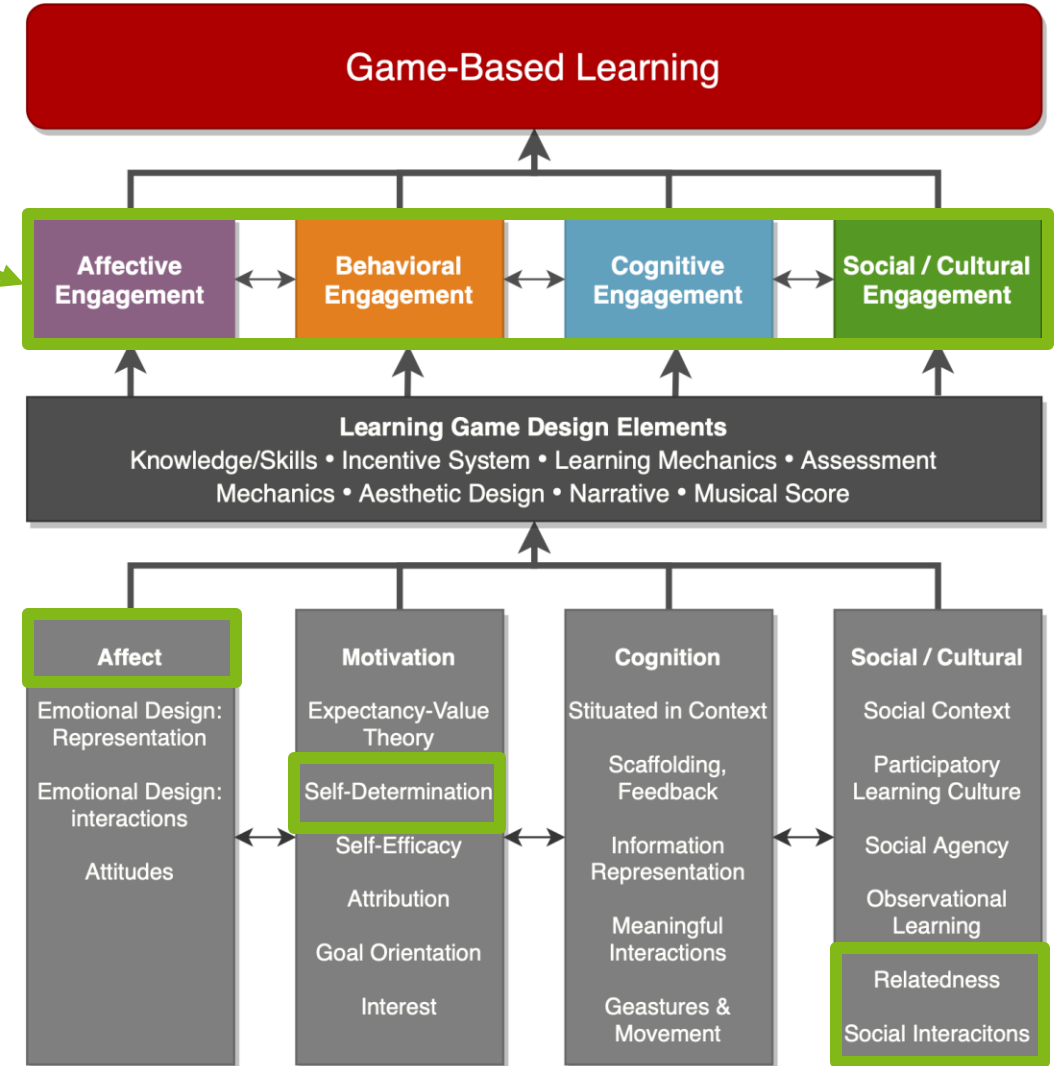 Game-Based Learning
Affective
Engagement
Behavioral
Engagement
Cognitive
Engagement
Social / Cultural
Engagement
Learning Game Design Elements
Knowledge/Skills • Incentive System • Learning Mechanics • Assessment
Mechanics • Aesthetic Design • Narrative • Musical Score
Affect
Emotional Design:
Representation
Emotional Design:
interactions
Attitudes
Motivation
Expectancy-Value
Theory
Self-Determination
Self-Efficacy
Attribution
Goal Orientation
Interest
Cognition
Stituated in Context
Scaffolding,
Feedback
Information
Representation
Meaningful
Interactions
Geastures &
Movement
Social / Cultural
Social Context
Participatory
Learning Culture
Social Agency
Observational
Learning
Relatedness
Social Interacitons